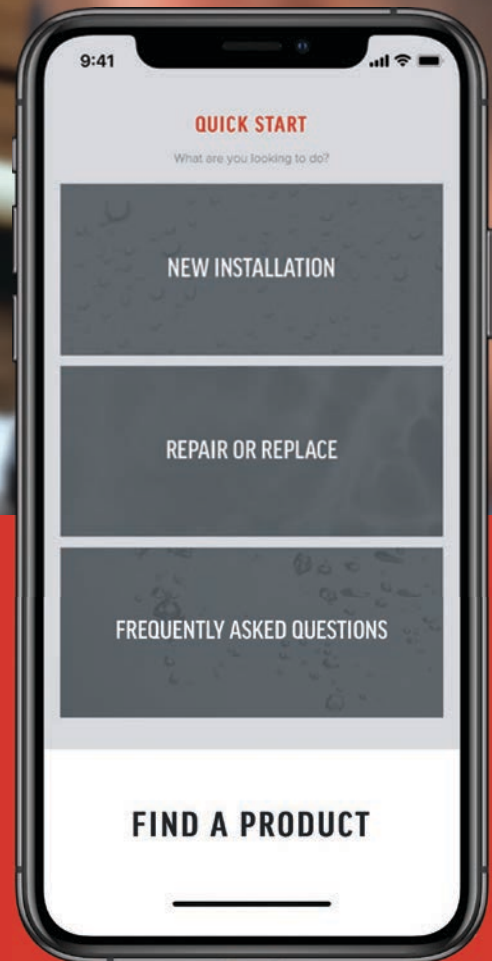 9:41
QUICK START
What are you looking to do?
NEW INSTALLATION
REPAIR OR REPLACE
FREQUENTLY ASKED QUESTIONS
FIND A PRODUCT